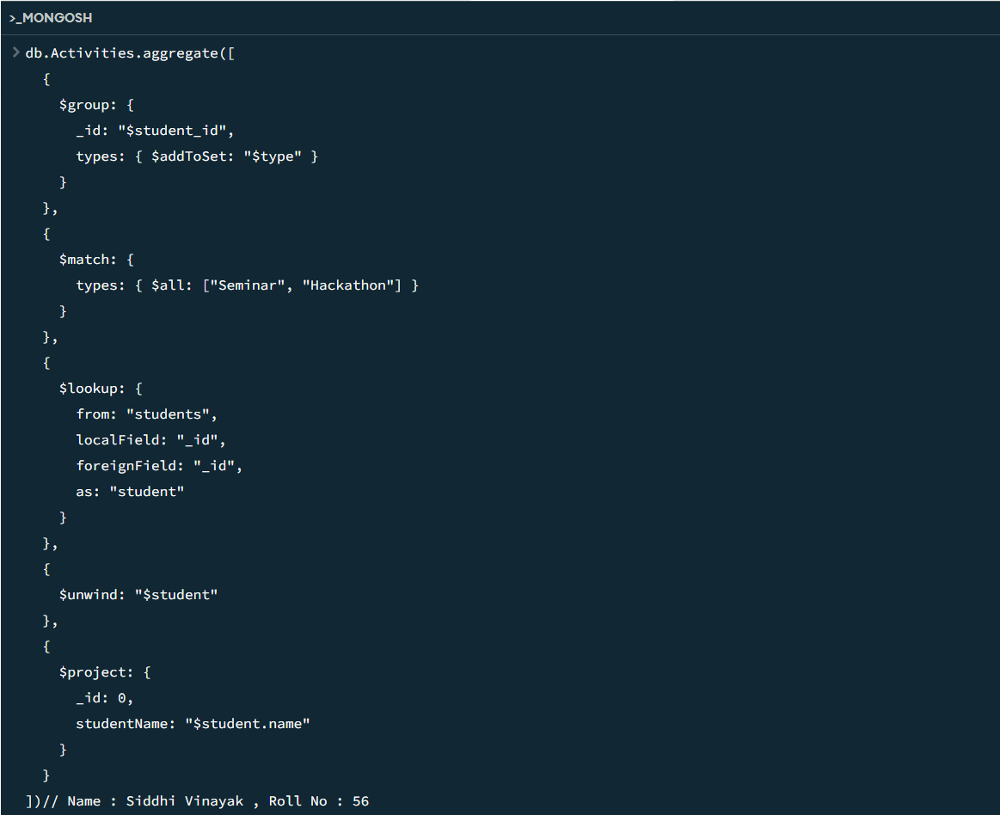 >_MONGOSH
> db.Activities.aggregate([
{
$group: {
_id: "$student_id",
types: { $addToSet: "$type" }
}
},
{
$match: {
types: { $all: ["Seminar", "Hackathon"] }
}
},
{
$lookup: {
from: "students",
localField: "_id",
foreignField: "_id",
as: "student"
}
},
{
$unwind: "$student"
},
{
$project: {
_id: 0,
studentName: "$student.name"
}
}
])// Name : Siddhi Vinayak , Roll No : 56